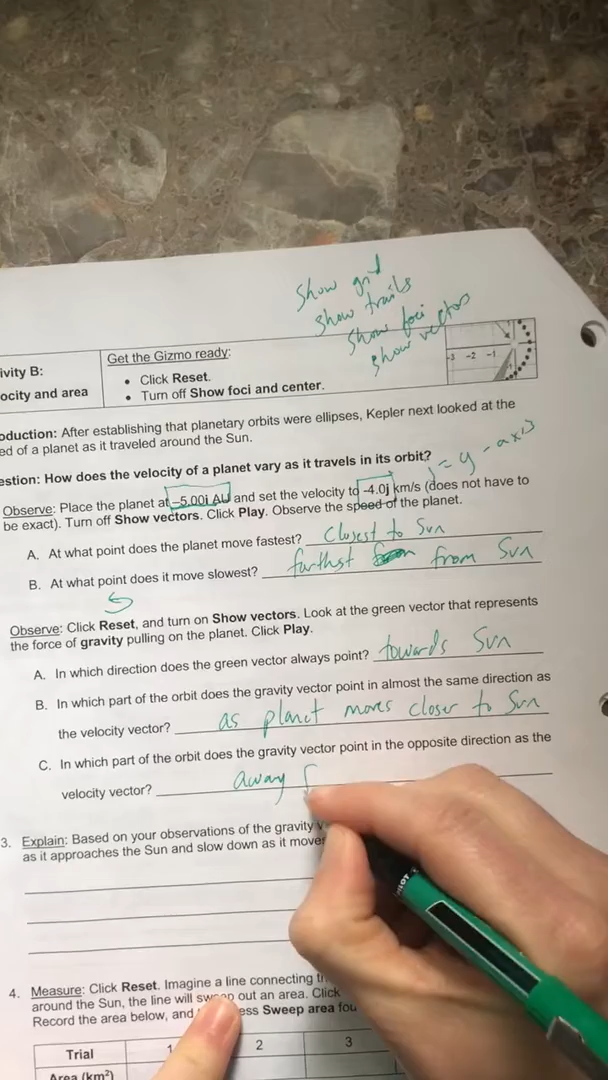 Show grid
show trails
show foci
show vector
ivity B:
ocity and area
Get the Gizmo ready:
• Click Reset.
• Turn off Show foci and center.
-3 -2 -1
oduction: After establishing that planetary orbits were ellipses, Kepler next looked at the
ed of a planet as it traveled around the Sun.
estion: How does the velocity of a planet vary as it travels in its orbit?
j = y - axis
Observe: Place the planet at -5.00i AU and set the velocity to -4.0j km/s (does not have to
be exact). Turn off Show vectors. Click Play. Observe the speed of the planet.
A. At what point does the planet move fastest? closest to Sun
B. At what point does it move slowest? furthst from Sun
Observe: Click Reset, and turn on Show vectors. Look at the green vector that represents
the force of gravity pulling on the planet. Click Play.
A. In which direction does the green vector always point? towards Sun
B. In which part of the orbit does the gravity vector point in almost the same direction as
the velocity vector? as planet moves closer to Sun
C. In which part of the orbit does the gravity vector point in the opposite direction as the
velocity vector? away f
3. Explain: Based on your observations of the gravity v
as it approaches the Sun and slow down as it move
4. Measure: Click Reset. Imagine a line connecting th
around the Sun, the line will sweep out an area. Click
Record the area below, and press Sweep area fou
Trial 1 2 3
Area (km²)